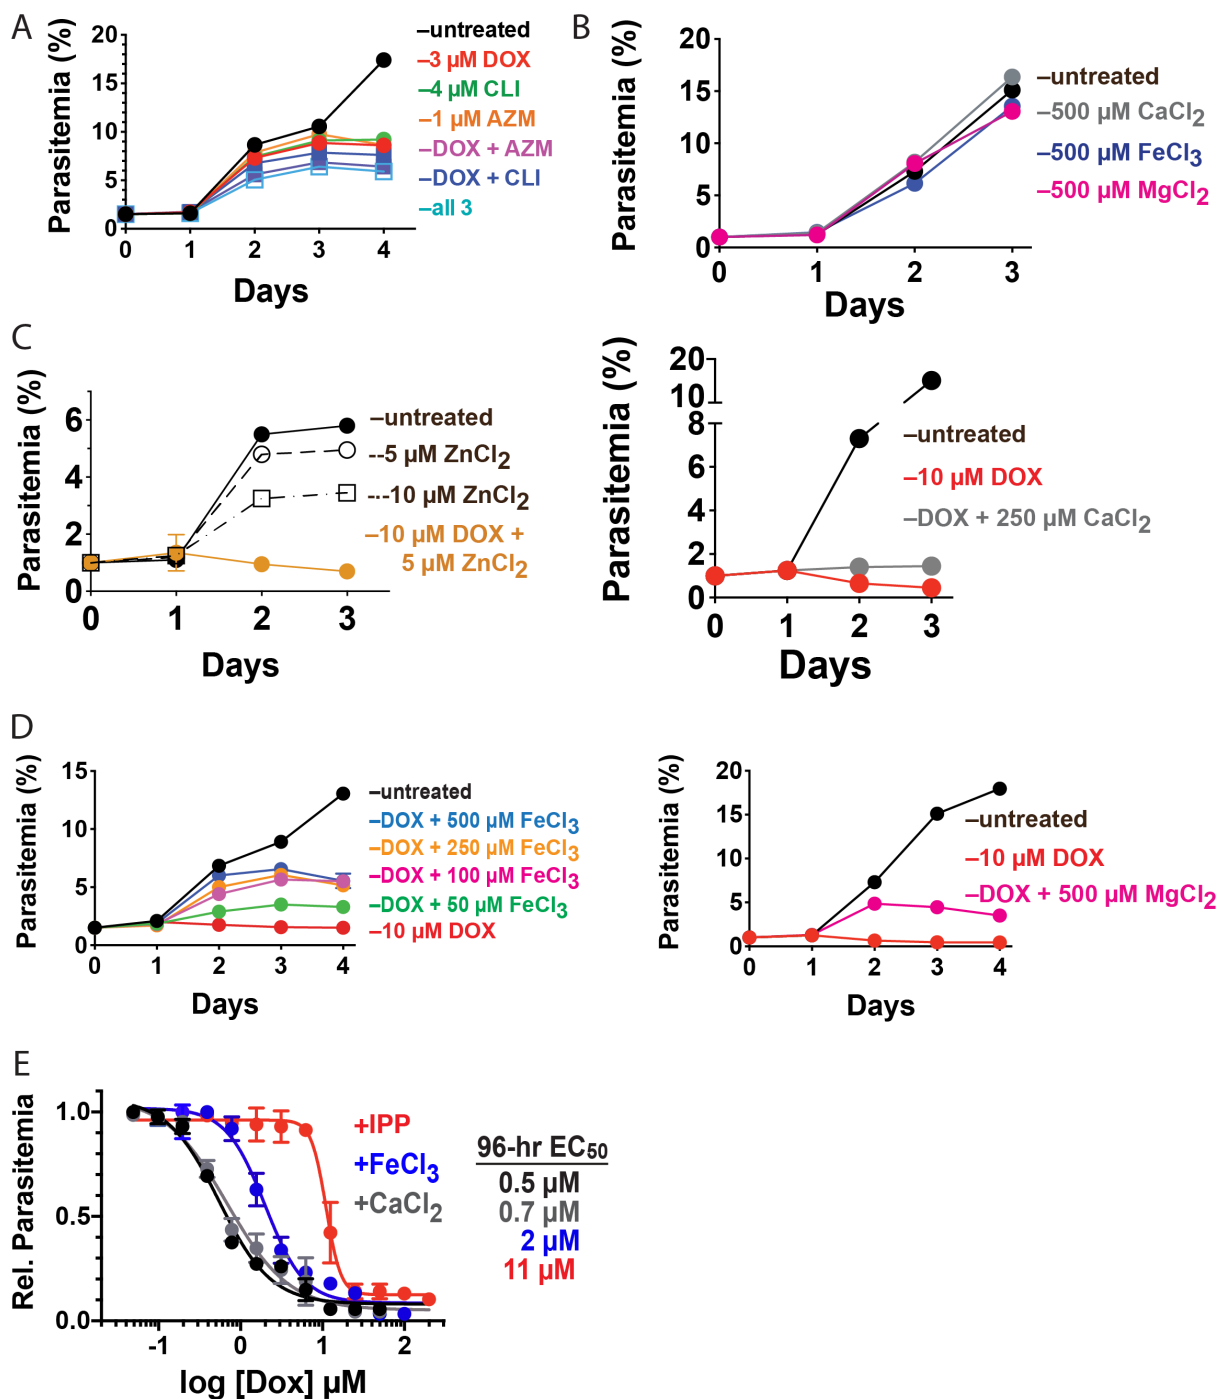 A
Parasitemia (%)
20
15
10
5
0
0 1 2 3 4
Days
–untreated
–3 µM DOX
–4 µM CLI
–1 µM AZM
–DOX + AZM
–DOX + CLI
–all 3
B
Parasitemia (%)
20
15
10
5
0
0 1 2 3
Days
–untreated
–500 µM CaCl2
–500 µM FeCl3
–500 µM MgCl2
C
Parasitemia (%)
6
4
2
0
0 1 2 3
Days
–untreated
--5 µM ZnCl2
-·-10 µM ZnCl2
–10 µM DOX +
5 µM ZnCl2
Parasitemia (%)
20
10
8
6
4
2
0
0 1 2 3
Days
–untreated
–10 µM DOX
–DOX + 250 µM CaCl2
D
Parasitemia (%)
15
10
5
0
0 1 2 3 4
Days
–untreated
–DOX + 500 µM FeCl3
–DOX + 250 µM FeCl3
–DOX + 100 µM FeCl3
–DOX + 50 µM FeCl3
–10 µM DOX
Parasitemia (%)
20
15
10
5
0
0 1 2 3 4
Days
–untreated
–10 µM DOX
–DOX + 500 µM MgCl2
E
Rel. Parasitemia
1.0
0.5
0.0
-1 0 1 2
log [Dox] µM
+IPP
+FeCl3
+CaCl2
96-hr EC50
0.5 µM
0.7 µM
2 µM
11 µM